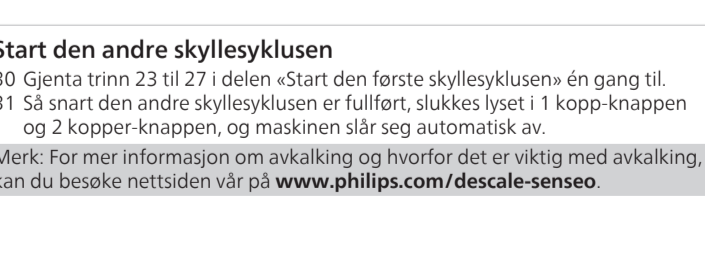 Start den andre skyllesyklusen
30 Gjenta trinn 23 til 27 i delen «Start den første skyllesyklusen» én gang til.
31 Så snart den andre skyllesyklusen er fullført, slukkes lyset i 1 kopp-knappen
og 2 kopper-knappen, og maskinen slår seg automatisk av.
Merk: For mer informasjon om avkalking og hvorfor det er viktig med avkalking,
kan du besøke nettsiden vår på www.philips.com/descale-senseo.